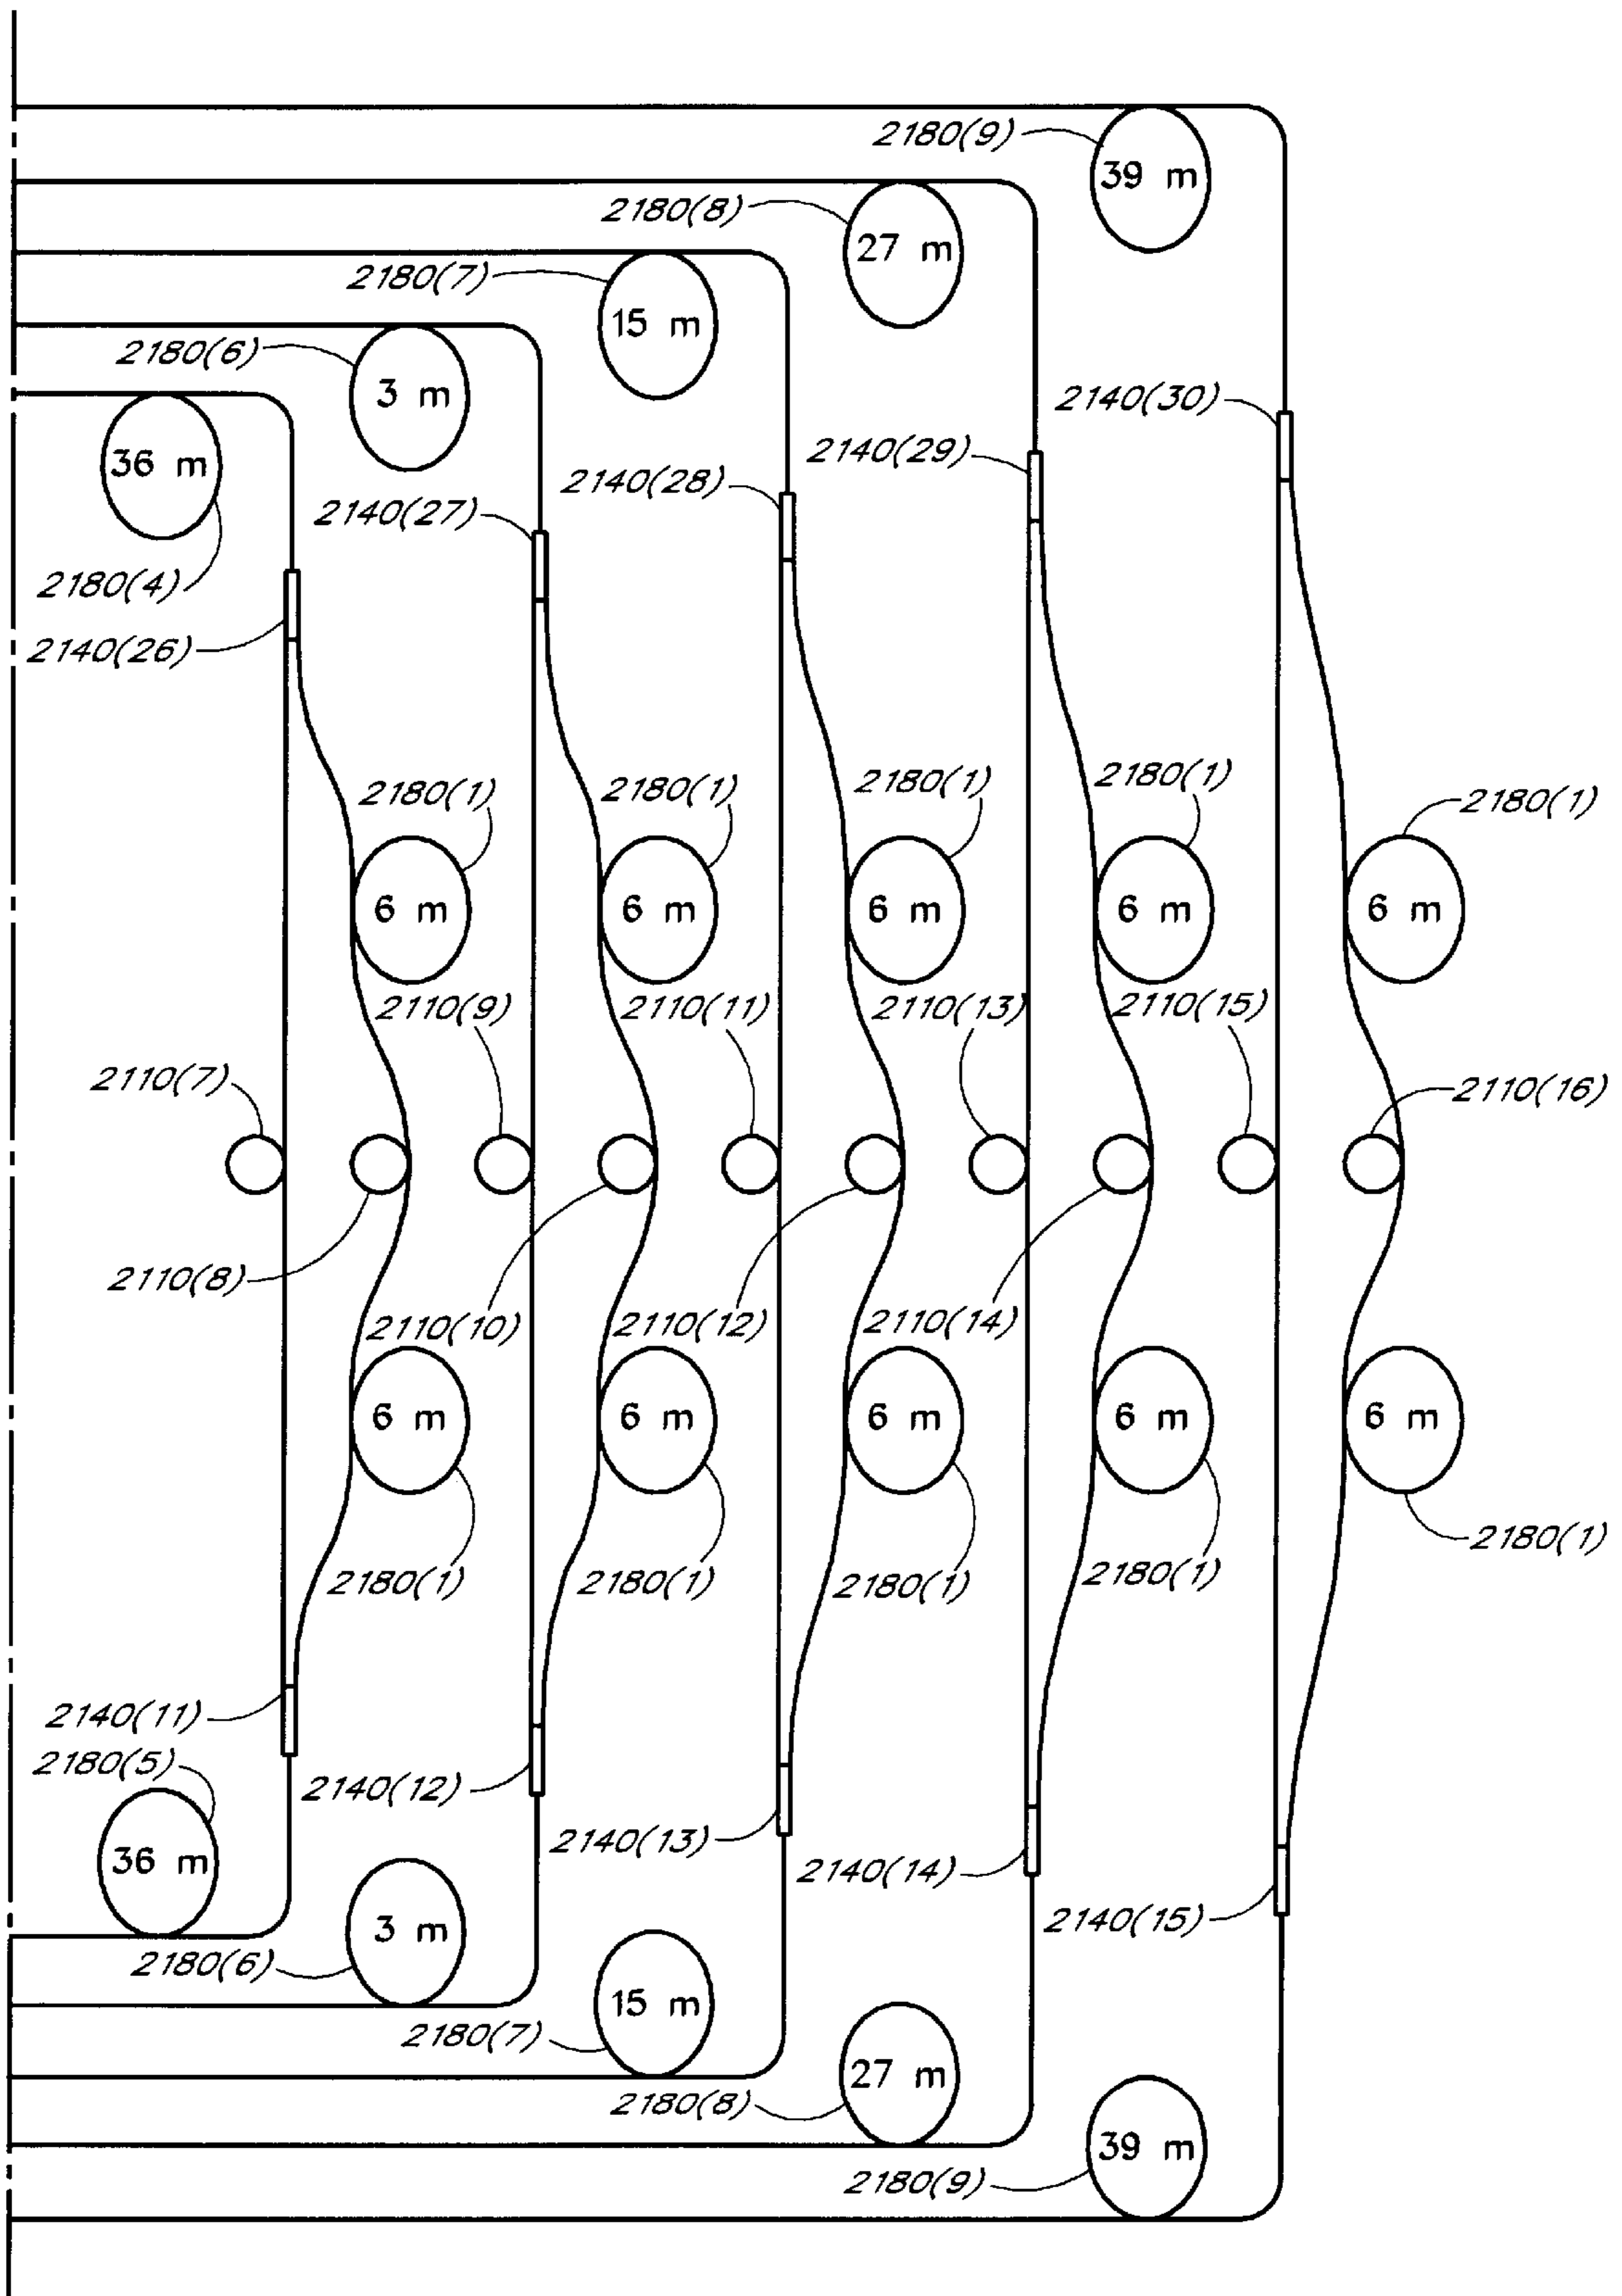 2180(9)
39 m
2180(8)
27 m
2180(7)
15 m
2180(6)
3 m
36 m
2180(4)
2140(30)
2140(29)
2140(28)
2140(27)
2140(26)
2180(1)
2180(1)
2180(1)
2180(1)
2180(1)
6 m
6 m
6 m
6 m
6 m
2110(9)
2110(11)
2110(13)
2110(15)
2110(7)
2110(16)
2110(8)
2110(10)
2110(12)
2110(14)
6 m
6 m
6 m
6 m
6 m
2180(1)
2180(1)
2180(1)
2180(1)
2180(1)
2140(11)
2180(5)
2140(12)
2140(13)
2140(14)
2140(15)
36 m
2180(6)
3 m
2180(7)
15 m
2180(8)
27 m
2180(9)
39 m